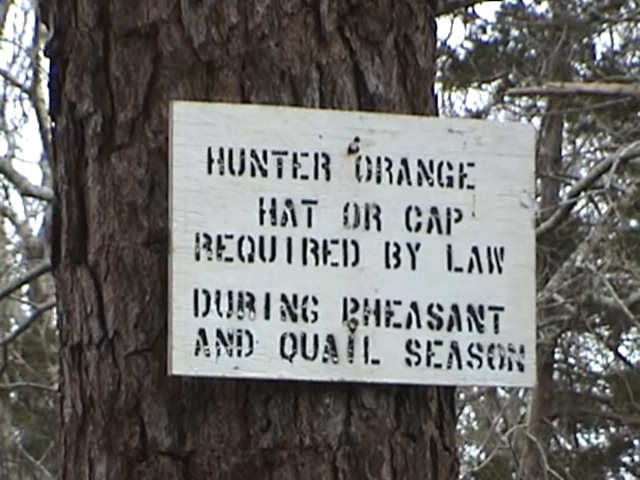 HUNTER ORANGE
HAT OR CAP
REQUIRED BY LAW
DURING PHEASANT
AND QUAIL SEASON